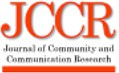 JCCR
Journal of Community and
Communication Research